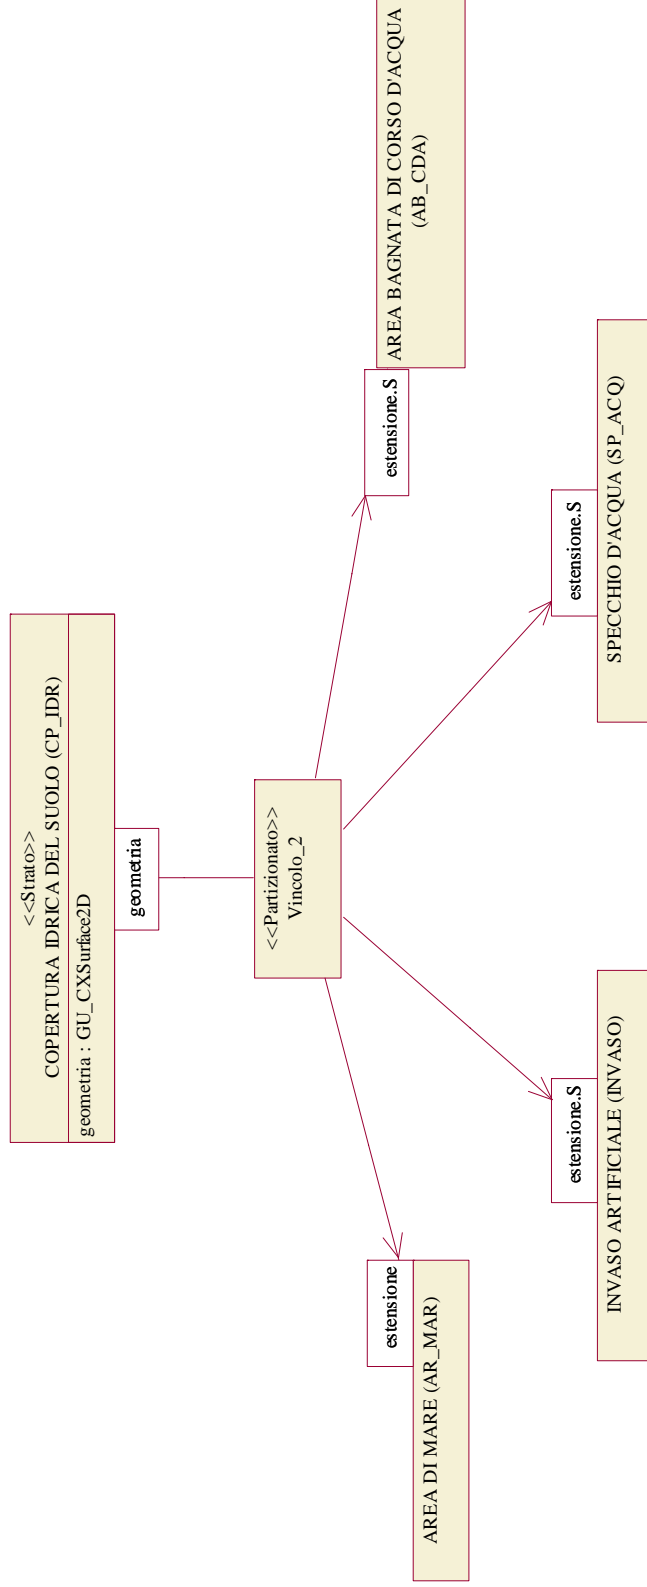 <<Strato>>
COPERTURA IDRICA DEL SUOLO (CP_IDR)
geometria : GU_CXSurface2D
geometria
<<Partizionato>>
Vincolo_2
estensione
AREA DI MARE (AR_MAR)
estensione.S
INVASO ARTIFICIALE (INVASO)
estensione.S
SPECCHIO D'ACQUA (SP_ACQ)
estensione.S
AREA BAGNATA DI CORSO D'ACQUA
(AB_CDA)